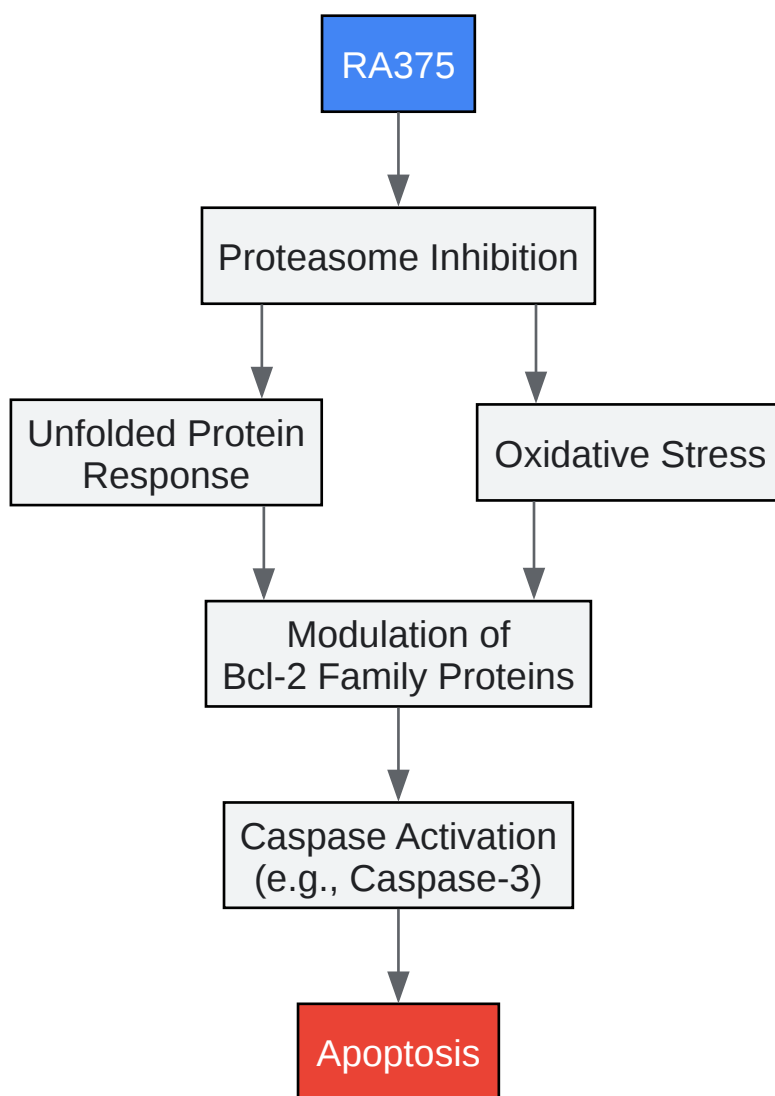 RA375
Proteasome Inhibition
Unfolded Protein
Response
Oxidative Stress
Modulation of
Bcl-2 Family Proteins
Caspase Activation
(e.g., Caspase-3)
Apoptosis